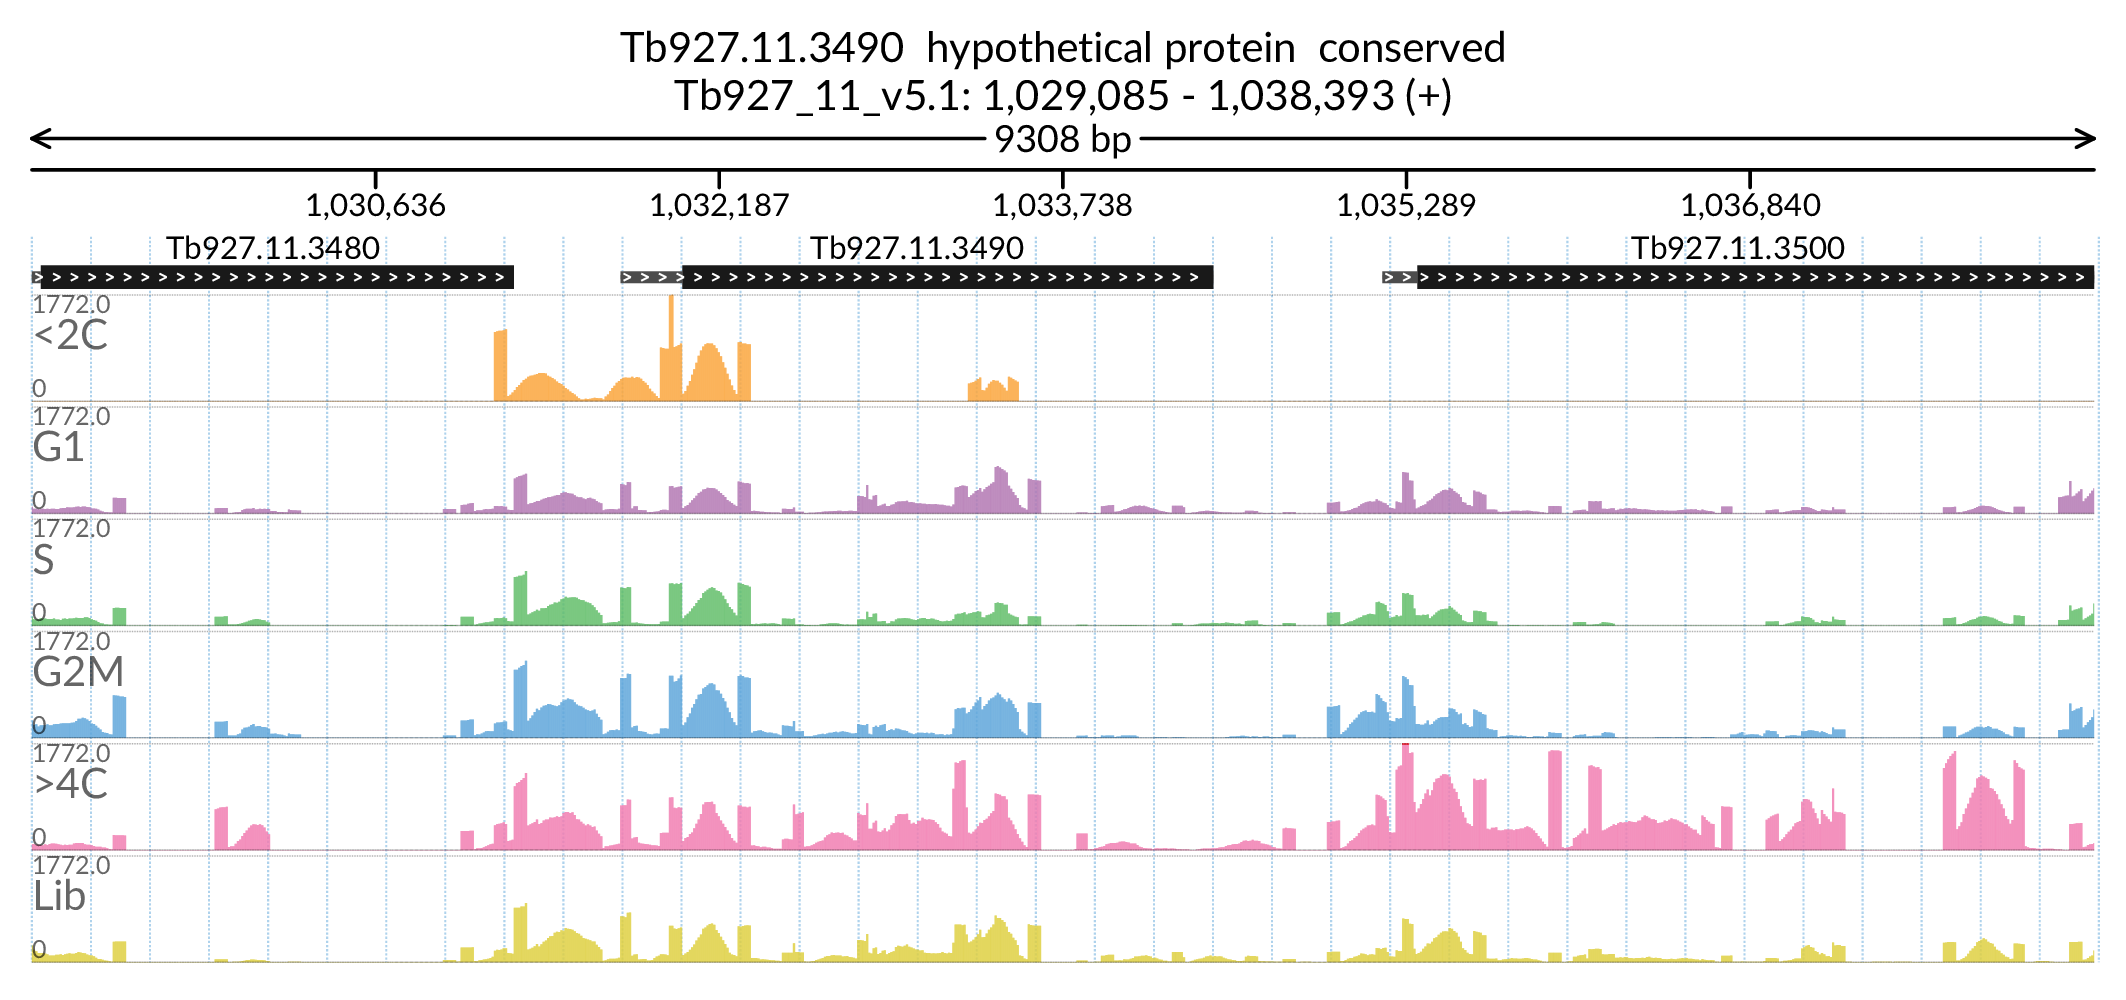 Tb927.11.3490  hypothetical protein  conserved
Tb927_11_v5.1: 1,029,085 - 1,038,393 (+)
9308 bp
1,030,636 1,032,187 1,033,738 1,035,289 1,036,840
Tb927.11.3480 Tb927.11.3490 Tb927.11.3500
1772.0
<2C
0
1772.0
G1
0
1772.0
S
0
1772.0
G2M
0
1772.0
>4C
0
1772.0
Lib
0